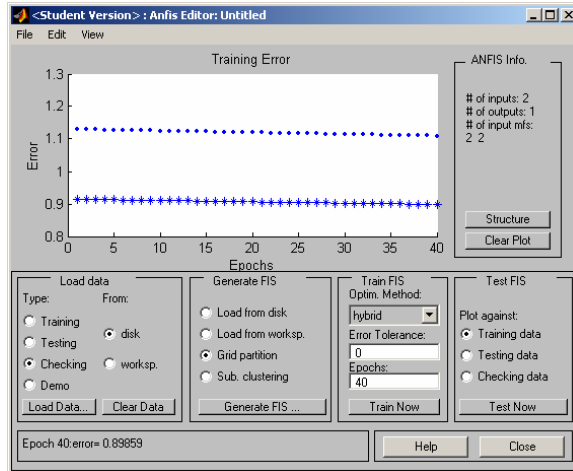 <Student Version> : Anfis Editor: Untitled
File Edit View
Training Error
1.3
1.2
1.1
1
0.9
0.8
Error
0 5 10 15 20 25 30 35 40
Epochs
ANFIS Info.
# of inputs: 2
# of outputs: 1
# of input mfs:
2 2
Structure
Clear Plot
Load data
Type: From:
Training
Testing
Checking
Demo
disk
worksp.
Load Data... Clear Data
Generate FIS
Load from disk
Load from worksp.
Grid partition
Sub. clustering
Generate FIS ...
Train FIS
Optim. Method:
hybrid
Error Tolerance:
0
Epochs:
40
Train Now
Test FIS
Plot against:
Training data
Testing data
Checking data
Test Now
Epoch 40:error= 0.89859
Help Close